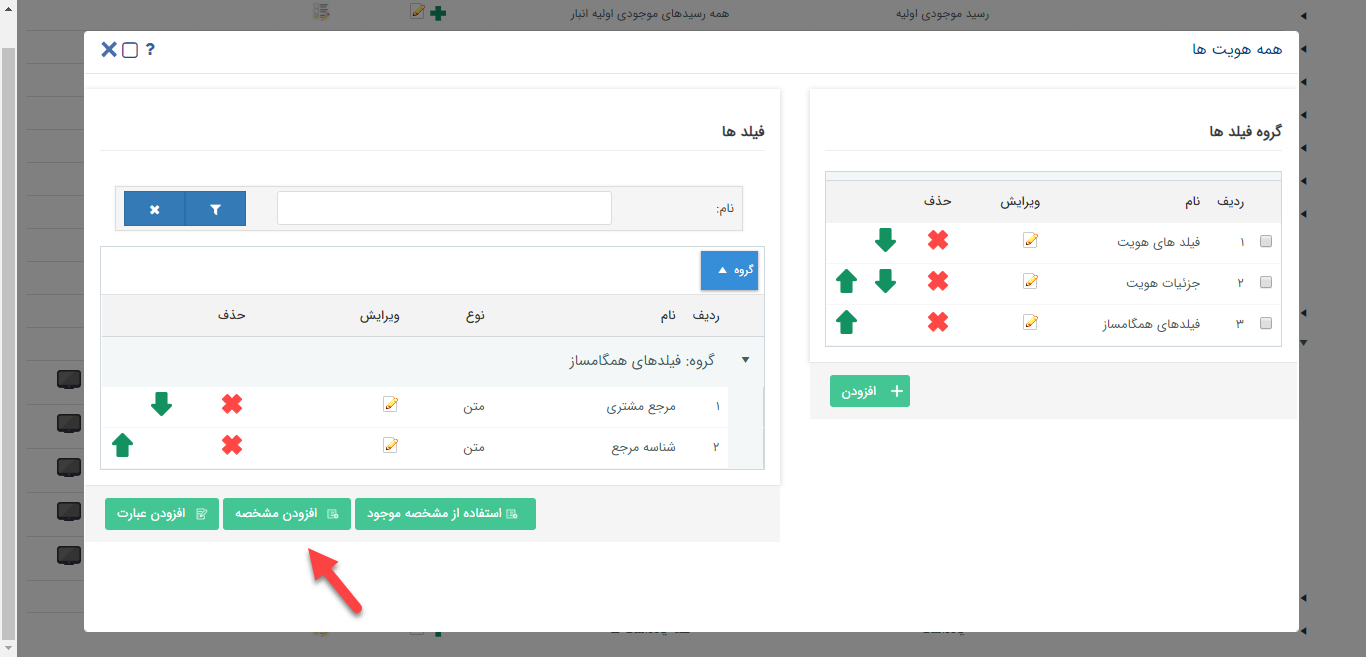 رسید موجودی اولیه همه رسیدهای موجودی اولیه انبار
همه هویت ها ?
گروه فیلد ها
ردیف نام ویرایش حذف
۱ فیلد های هویت
۲ جزئیات هویت
۳ فیلدهای همگامساز
افزودن
فیلد ها
نام:
گروه
ردیف نام نوع ویرایش حذف
گروه: فیلدهای همگامساز
۱ مرجع مشتری متن
۲ شناسه مرجع متن
استفاده از مشخصه موجود افزودن مشخصه افزودن عبارت